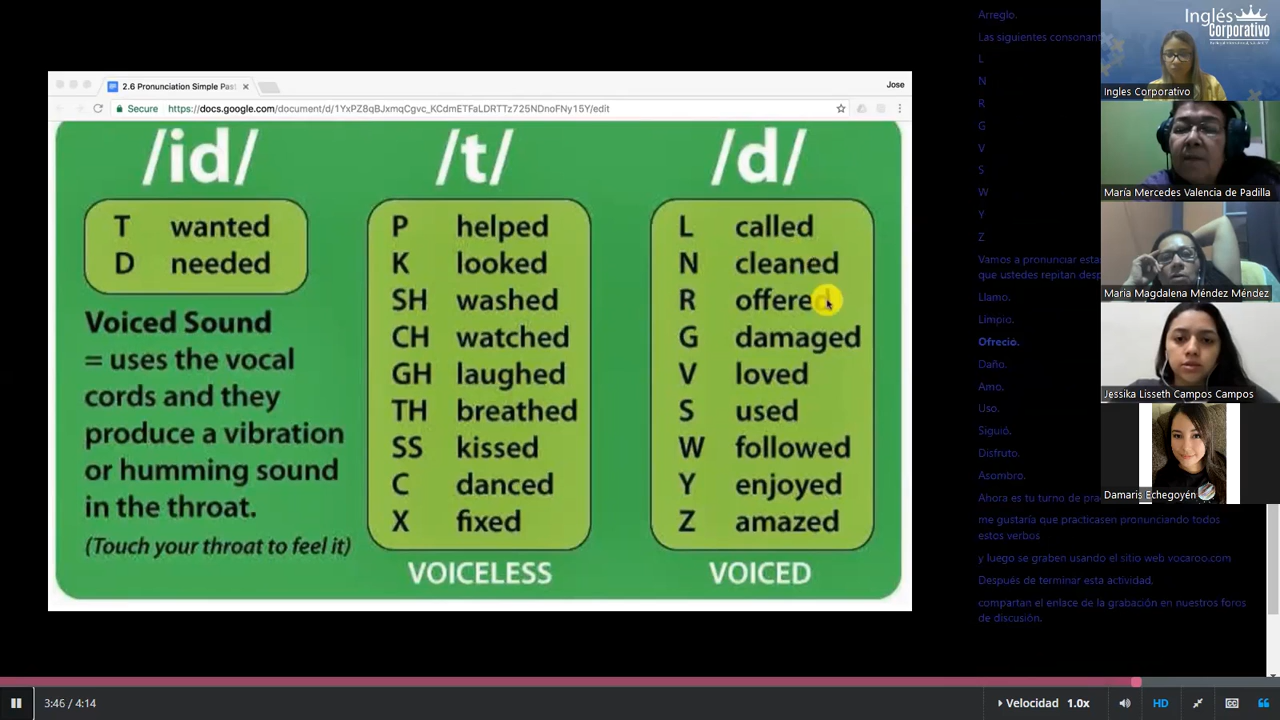 2.6 Pronunciation Simple Pas
Jose
Secure
https://docs.google.com/document/d/1YxPZ8qBJxmqCgvc_KCdmETFaLDRTTz725NDnoFNy15Y/edit
/id/
T wanted
D needed
Voiced Sound
= uses the vocal
cords and they
produce a vibration
or humming sound
in the throat.
(Touch your throat to feel it)
/t/
P helped
K looked
SH washed
CH watched
GH laughed
TH breathed
SS kissed
C danced
X fixed
VOICELESS
/d/
L called
N cleaned
R offered
G damaged
V loved
S used
W followed
Y enjoyed
Z amazed
VOICED
Arreglo.
Las siguientes consonant
L
N
R
G
V
S
W
Y
Z
Vamos a pronunciar esta
que ustedes repitan desp
Llamo.
Limpio.
Ofreció.
Daño.
Amo.
Uso.
Siguió.
Disfruto.
Asombro.
Ahora es tu turno de pra
me gustaría que practicasen pronunciando todos
estos verbos
y luego se graben usando el sitio web vocaroo.com
Después de terminar esta actividad.
compartan el enlace de la grabación en nuestros foros
de discusión.
Inglés
Corporativo
Ingles Corporativo
María Mercedes Valencia de Padilla
Maria Magdalena Méndez Méndez
Jessika Lisseth Campos Campos
Damaris Echegoyén
3:46 / 4:14
Velocidad 1.0x
HD
CC